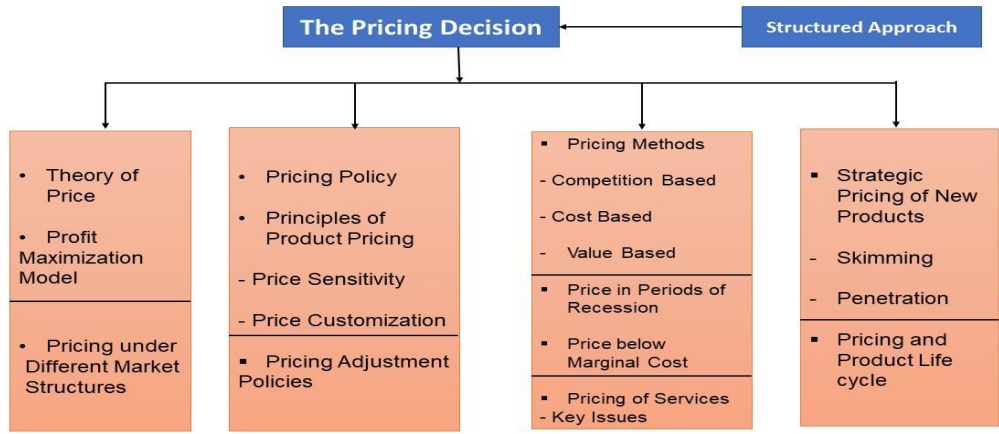 The Pricing Decision
Structured Approach
• Theory of
Price
• Profit
Maximization
Model
• Pricing under
Different Market
Structures
• Pricing Policy
• Principles of
Product Pricing
- Price Sensitivity
- Price Customization
▪ Pricing Adjustment
Policies
▪ Pricing Methods
- Competition Based
- Cost Based
- Value Based
▪ Price in Periods of
Recession
▪ Price below
Marginal Cost
▪ Pricing of Services
- Key Issues
▪ Strategic
Pricing of New
Products
- Skimming
- Penetration
▪ Pricing and
Product Life
cycle